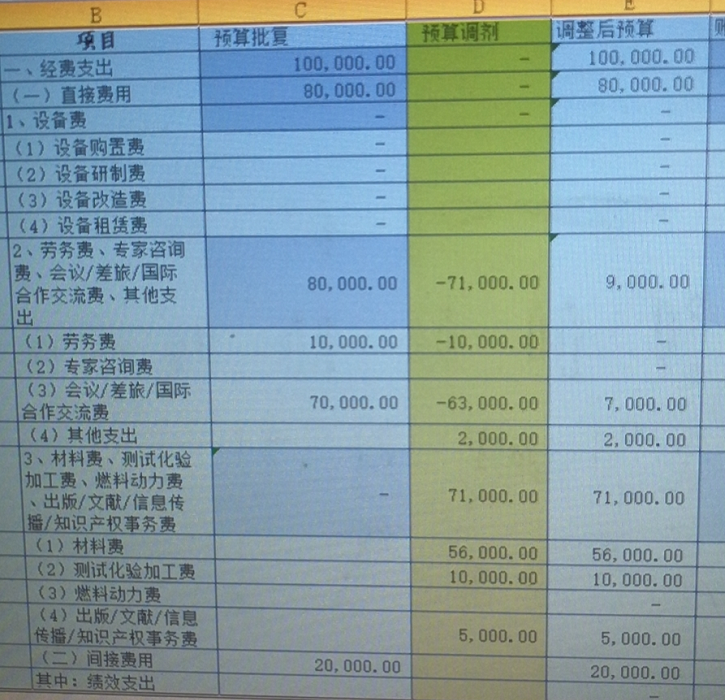 B C D E
项目 预算批复 预算调剂 调整后预算
一、经费支出 100,000.00 - 100,000.00
（一）直接费用 80,000.00 - 80,000.00
1、设备费 - - -
（1）设备购置费 - -
（2）设备研制费 - -
（3）设备改造费 - -
（4）设备租赁费 - -
2、劳务费、专家咨询
费、会议/差旅/国际
合作交流费、其他支 80,000.00 -71,000.00 9,000.00
出
（1）劳务费 10,000.00 -10,000.00 -
（2）专家咨询费 -
（3）会议/差旅/国际
合作交流费 70,000.00 -63,000.00 7,000.00
（4）其他支出 2,000.00 2,000.00
3、材料费、测试化验
加工费、燃料动力费
、出版/文献/信息传 - 71,000.00 71,000.00
播/知识产权事务费
（1）材料费 56,000.00 56,000.00
（2）测试化验加工费 10,000.00 10,000.00
（3）燃料动力费 -
（4）出版/文献/信息
传播/知识产权事务费 5,000.00 5,000.00
（二）间接费用 20,000.00 20,000.00
其中：绩效支出 -